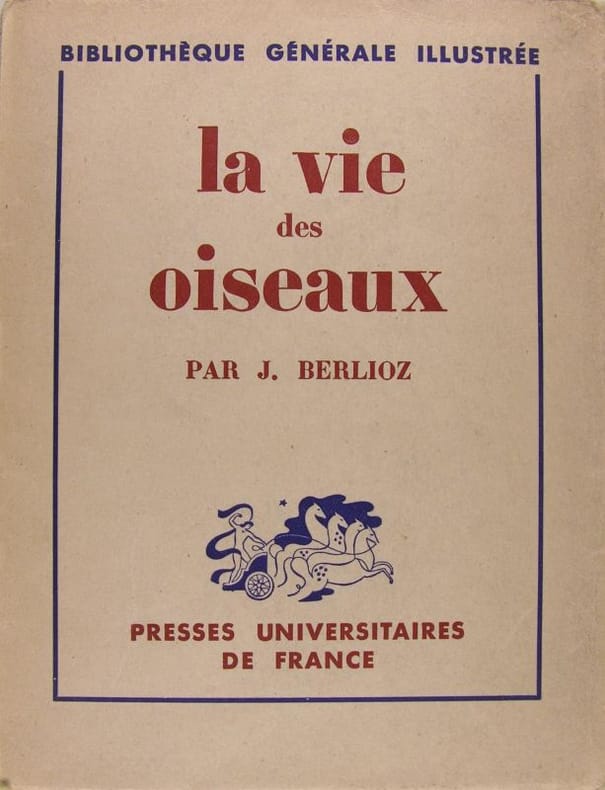 BIBLIOTHÈQUE GÉNÉRALE ILLUSTRÉE
la vie
des
oiseaux
PAR J. BERLIOZ
PRESSES UNIVERSITAIRES
DE FRANCE